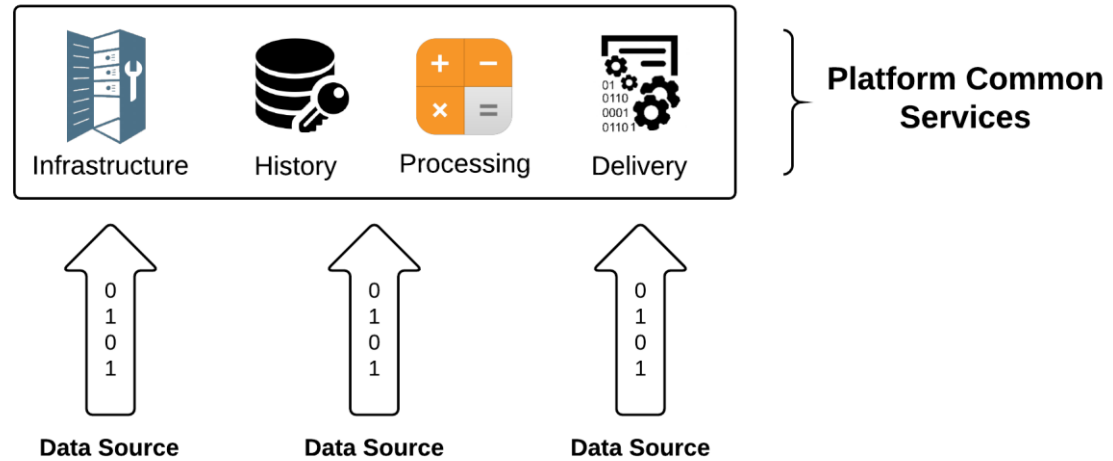 Infrastructure
History
Processing
Delivery
01
0110
0001
01101
+ −
× =
Platform Common
Services
0
1
0
1
0
1
0
1
0
1
0
1
Data Source
Data Source
Data Source